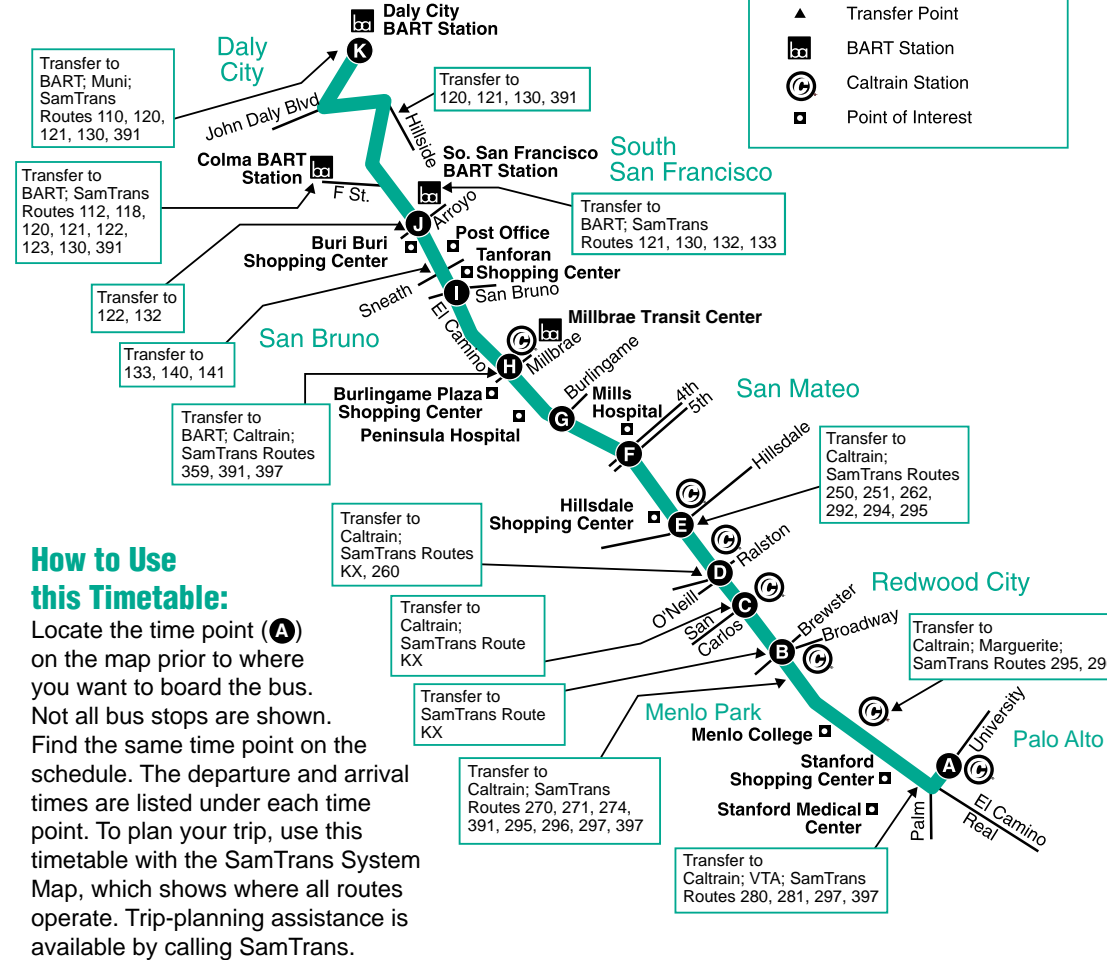 Daly City
BART Station
K
Daly
City
Transfer to
BART; Muni;
SamTrans
Routes 110, 120,
121, 130, 391
John Daly Blvd
Hillside
Transfer to
120, 121, 130, 391
Transfer Point
BART Station
Caltrain Station
Point of Interest
Colma BART
Station
F St.
So. San Francisco
BART Station
South
San Francisco
Transfer to
BART; SamTrans
Routes 112, 118,
120, 121, 122,
123, 130, 391
Transfer to
BART; SamTrans
Routes 121, 130, 132, 133
J
Arroyo
Buri Buri
Shopping Center
Post Office
Tanforan
Shopping Center
Transfer to
122, 132
Sneath
I
San Bruno
El Camino
San Bruno
Transfer to
133, 140, 141
Millbrae Transit Center
H
Millbrae
Burlingame Plaza
Shopping Center
Peninsula Hospital
Transfer to
BART; Caltrain;
SamTrans Routes
359, 391, 397
G
Burlingame
Mills
Hospital
4th
5th
F
San Mateo
Hillsdale
Transfer to
Caltrain;
SamTrans Routes
250, 251, 262,
292, 294, 295
Hillsdale
Shopping Center
E
Transfer to
Caltrain;
SamTrans Routes
KX, 260
D
Ralston
O'Neill
Transfer to
Caltrain;
SamTrans Route
KX
C
San
Carlos
Redwood City
Brewster
Broadway
B
Transfer to
SamTrans Route
KX
Transfer to
Caltrain; Marguerite;
SamTrans Routes 295, 29
Menlo Park
Menlo College
Transfer to
Caltrain; SamTrans
Routes 270, 271, 274,
391, 295, 296, 297, 397
Stanford
Shopping Center
Stanford Medical
Center
University
A
Palo Alto
Palm
El Camino
Real
Transfer to
Caltrain; VTA; SamTrans
Routes 280, 281, 297, 397
How to Use
this Timetable:
Locate the time point (A)
on the map prior to where
you want to board the bus.
Not all bus stops are shown.
Find the same time point on the
schedule. The departure and arrival
times are listed under each time
point. To plan your trip, use this
timetable with the SamTrans System
Map, which shows where all routes
operate. Trip-planning assistance is
available by calling SamTrans.